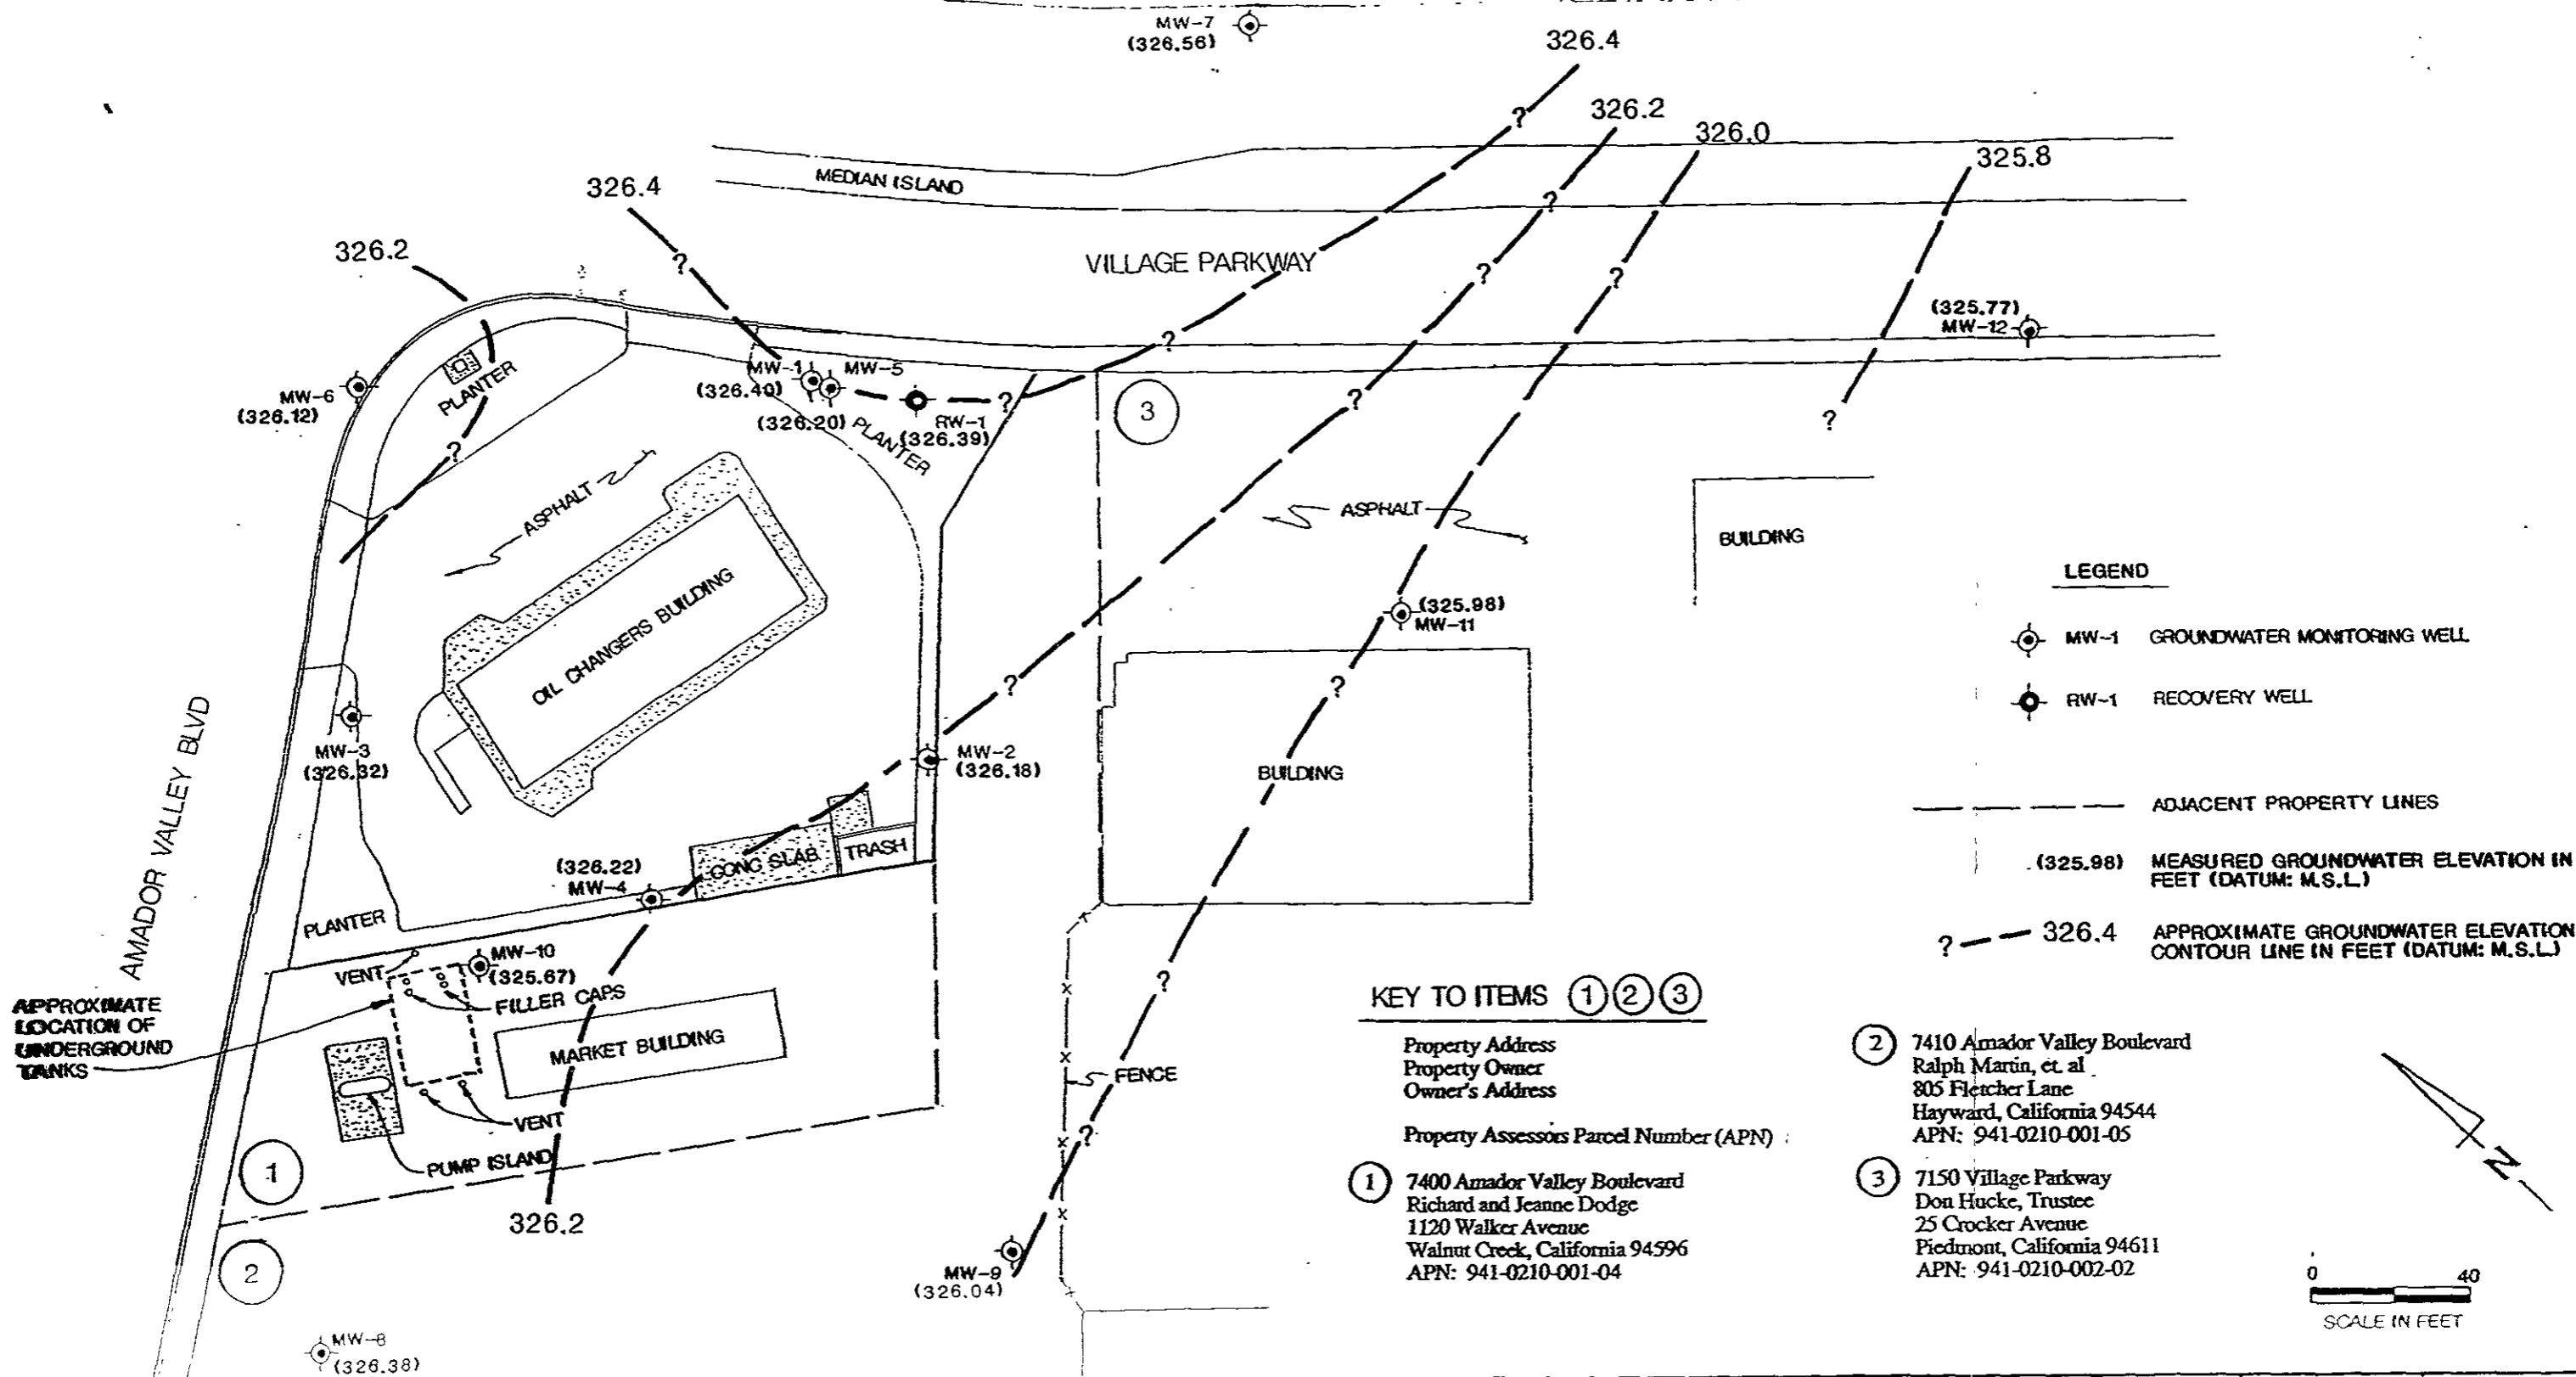 MW-7
(326.56)
326.4
326.2
326.0
325.8
MEDIAN ISLAND
326.4
326.2
VILLAGE PARKWAY
(325.77)
MW-12
MW-6
(326.12)
PLANTER
MW-1
(326.40)
MW-5
(326.20)
RW-1
(326.39)
PLANTER
3
ASPHALT
ASPHALT
BUILDING
OIL CHANGERS BUILDING
(325.98)
MW-11
MW-3
(326.32)
MW-2
(326.18)
BUILDING
AMADOR VALLEY BLVD
CONC SLAB
TRASH
(326.22)
MW-4
PLANTER
VENT
MW-10
(325.67)
FILLER CAPS
APPROXIMATE
LOCATION OF
UNDERGROUND
TANKS
MARKET BUILDING
VENT
PUMP ISLAND
326.2
FENCE
1
2
MW-9
(326.04)
MW-8
(326.38)
LEGEND
MW-1 GROUNDWATER MONITORING WELL
RW-1 RECOVERY WELL
ADJACENT PROPERTY LINES
(325.98) MEASURED GROUNDWATER ELEVATION IN
FEET (DATUM: M.S.L.)
? 326.4 APPROXIMATE GROUNDWATER ELEVATION
CONTOUR LINE IN FEET (DATUM: M.S.L.)
KEY TO ITEMS 1 2 3
Property Address
Property Owner
Owner's Address
Property Assessors Parcel Number (APN)
1 7400 Amador Valley Boulevard
Richard and Jeanne Dodge
1120 Walker Avenue
Walnut Creek, California 94596
APN: 941-0210-001-04
2 7410 Amador Valley Boulevard
Ralph Martin, et. al
805 Fletcher Lane
Hayward, California 94544
APN: 941-0210-001-05
3 7150 Village Parkway
Don Hucke, Trustee
25 Crocker Avenue
Piedmont, California 94611
APN: 941-0210-002-02
N
0 40
SCALE IN FEET